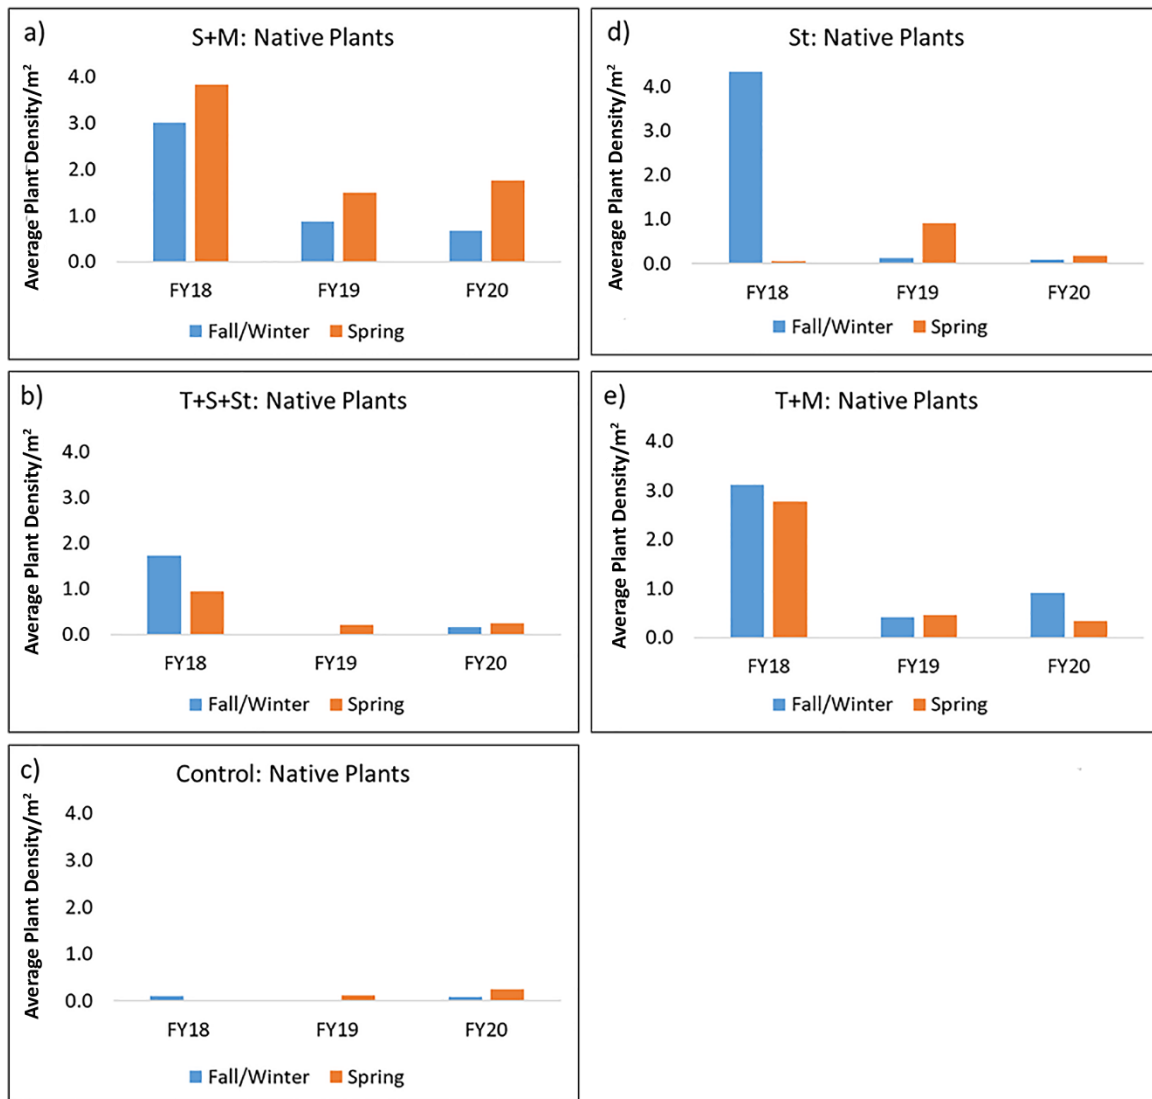 a)
S+M: Native Plants
Average Plant Density/m²
4.0
3.0
2.0
1.0
0.0
FY18 FY19 FY20
Fall/Winter Spring
d)
St: Native Plants
Average Plant Density/m²
4.0
3.0
2.0
1.0
0.0
FY18 FY19 FY20
Fall/Winter Spring
b)
T+S+St: Native Plants
Average Plant Density/m²
4.0
3.0
2.0
1.0
0.0
FY18 FY19 FY20
Fall/Winter Spring
e)
T+M: Native Plants
Average Plant Density/m²
4.0
3.0
2.0
1.0
0.0
FY18 FY19 FY20
Fall/Winter Spring
c)
Control: Native Plants
Average Plant Density/m²
4.0
3.0
2.0
1.0
0.0
FY18 FY19 FY20
Fall/Winter Spring